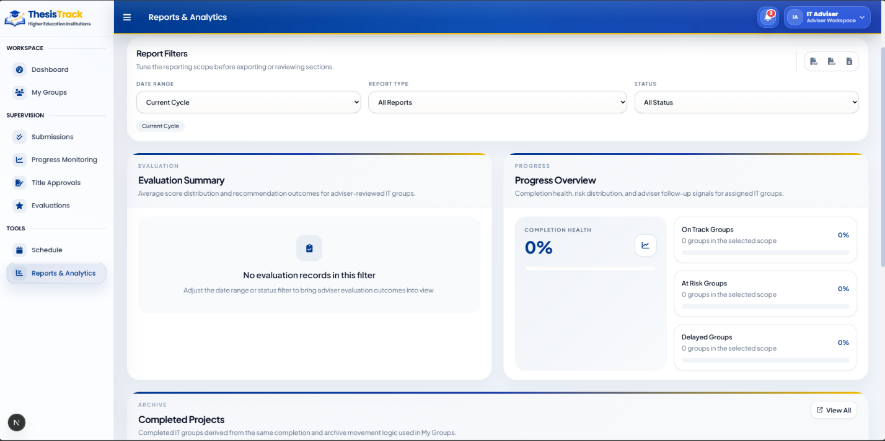 ThesisTrack
Higher Education Institutions
Reports & Analytics
IA
IT Adviser
Adviser Workspace
WORKSPACE
Dashboard
My Groups
SUPERVISION
Submissions
Progress Monitoring
Title Approvals
Evaluations
TOOLS
Schedule
Reports & Analytics
N
Report Filters
Tune the reporting scope before exporting or reviewing sections.
DATE RANGE
REPORT TYPE
STATUS
Current Cycle
All Reports
All Status
Current Cycle
EVALUATION
Evaluation Summary
Average score distribution and recommendation outcomes for adviser-reviewed IT groups.
No evaluation records in this filter
Adjust the date range or status filter to bring adviser evaluation outcomes into view.
PROGRESS
Progress Overview
Completion health, risk distribution, and adviser follow-up signals for assigned IT groups.
COMPLETION HEALTH
0%
On Track Groups
0 groups in the selected scope
0%
At Risk Groups
0 groups in the selected scope
0%
Delayed Groups
0 groups in the selected scope
0%
ARCHIVE
Completed Projects
Completed IT groups derived from the same completion and archive movement logic used in My Groups.
View All